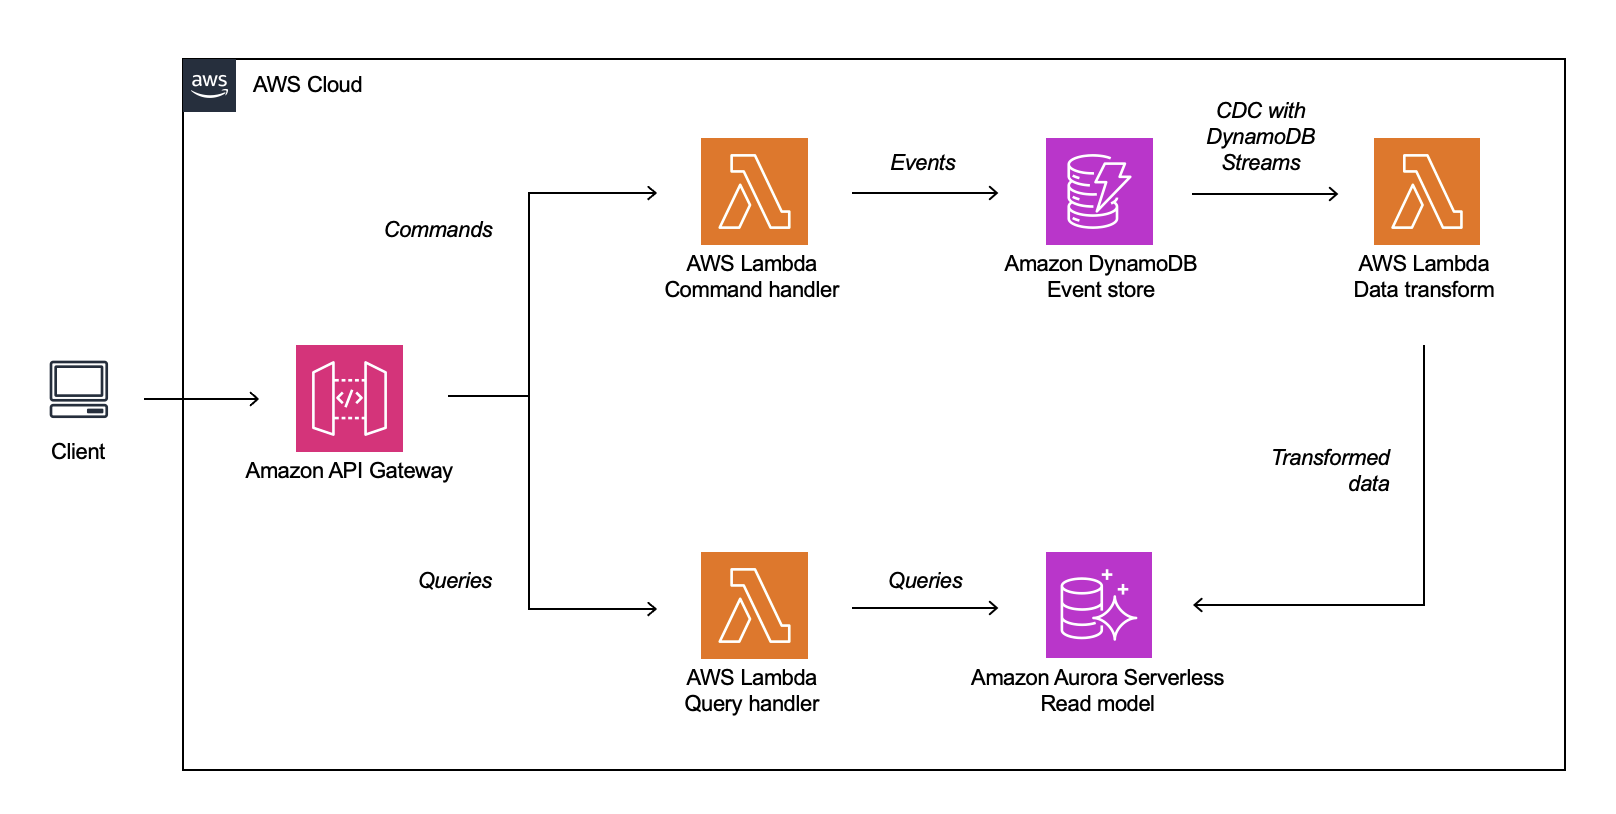 aws
AWS Cloud
CDC with
DynamoDB
Streams
Events
Commands
AWS Lambda
Command handler
Amazon DynamoDB
Event store
AWS Lambda
Data transform
Client
</>
Amazon API Gateway
Transformed
data
Queries
Queries
AWS Lambda
Query handler
Amazon Aurora Serverless
Read model